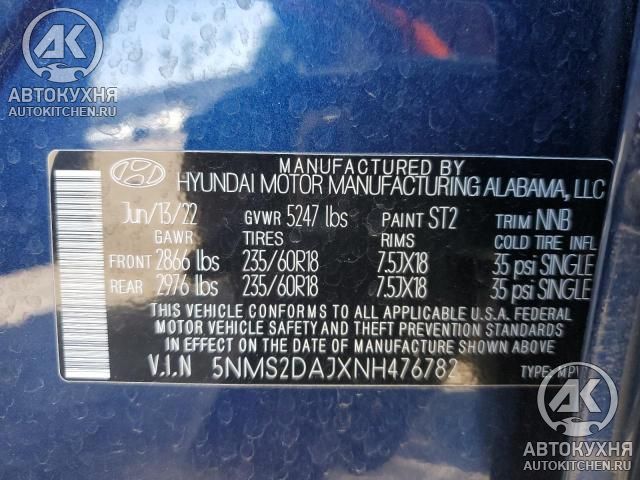 AK
АВТОКУХНЯ
AUTOKITCHEN.RU
MANUFACTURED BY
HYUNDAI MOTOR MANUFACTURING ALABAMA, LLC
Jun/13/22 GVWR 5247 lbs PAINT ST2 TRIM NNB
GAWR TIRES RIMS COLD TIRE INFL
FRONT 2866 lbs 235/60R18 7.5JX18 35 psi SINGLE
REAR 2976 lbs 235/60R18 7.5JX18 35 psi SINGLE
THIS VEHICLE CONFORMS TO ALL APPLICABLE U.S.A. FEDERAL
MOTOR VEHICLE SAFETY AND THEFT PREVENTION STANDARDS
IN EFFECT ON THE DATE OF MANUFACTURE SHOWN ABOVE.
V.I.N 5NMS2DAJXNH476782 TYPE: MPV
AK
АВТОКУХНЯ
AUTOKITCHEN.RU